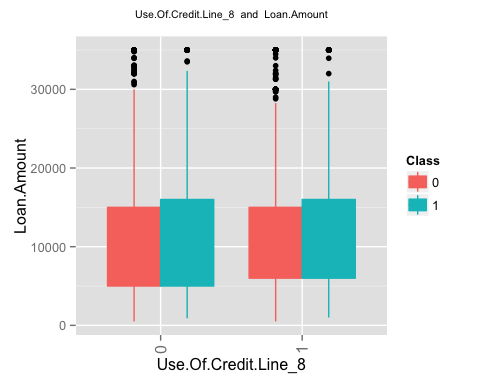 Use.Of.Credit.Line_8 and Loan.Amount
30000
20000
10000
0
Loan.Amount
0
1
Use.Of.Credit.Line_8
Class
0
1